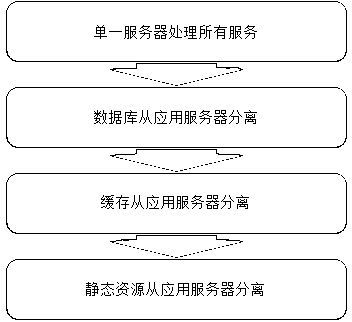 单一服务器处理所有服务
数据库从应用服务器分离
缓存从应用服务器分离
静态资源从应用服务器分离